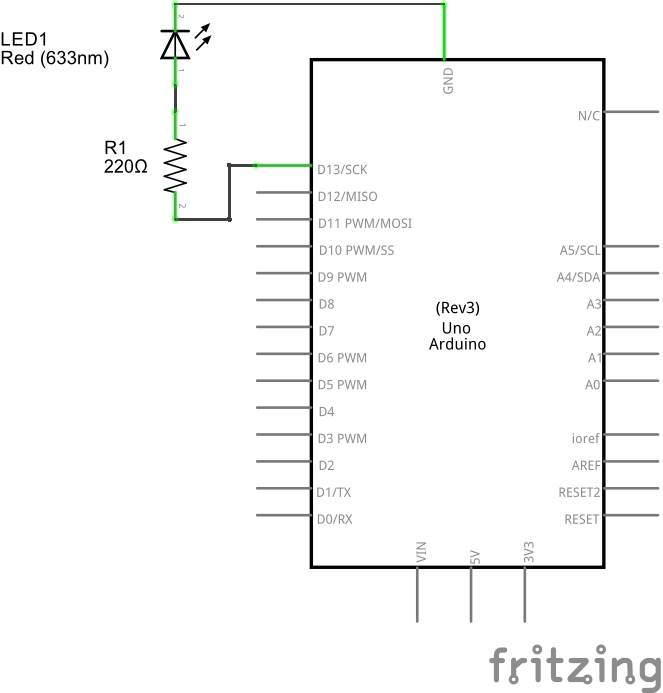 2
LED1
Red (633nm)
1
GND
N/C
1
R1
220Ω
2
D13/SCK
D12/MISO
D11 PWM/MOSI
D10 PWM/SS
D9 PWM
D8
D7
D6 PWM
D5 PWM
D4
D3 PWM
D2
D1/TX
D0/RX
(Rev3)
Uno
Arduino
A5/SCL
A4/SDA
A3
A2
A1
A0
ioref
AREF
RESET2
RESET
VIN
5V
3V3
fritzing